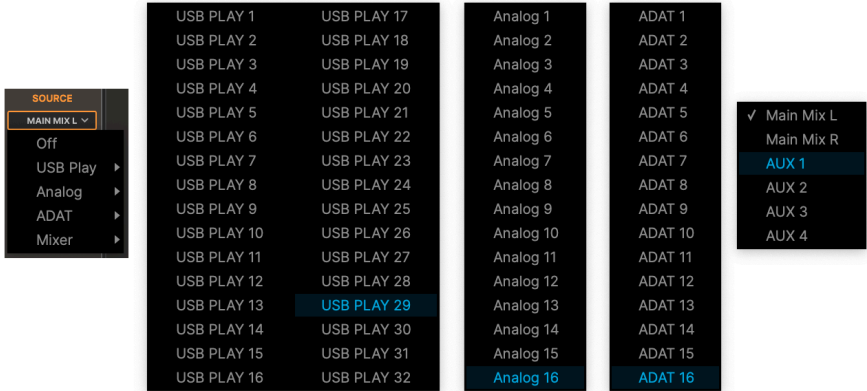 SOURCE
MAIN MIX L
Off
USB Play
Analog
ADAT
Mixer
USB PLAY 1
USB PLAY 2
USB PLAY 3
USB PLAY 4
USB PLAY 5
USB PLAY 6
USB PLAY 7
USB PLAY 8
USB PLAY 9
USB PLAY 10
USB PLAY 11
USB PLAY 12
USB PLAY 13
USB PLAY 14
USB PLAY 15
USB PLAY 16
USB PLAY 17
USB PLAY 18
USB PLAY 19
USB PLAY 20
USB PLAY 21
USB PLAY 22
USB PLAY 23
USB PLAY 24
USB PLAY 25
USB PLAY 26
USB PLAY 27
USB PLAY 28
USB PLAY 29
USB PLAY 30
USB PLAY 31
USB PLAY 32
Analog 1
Analog 2
Analog 3
Analog 4
Analog 5
Analog 6
Analog 7
Analog 8
Analog 9
Analog 10
Analog 11
Analog 12
Analog 13
Analog 14
Analog 15
Analog 16
ADAT 1
ADAT 2
ADAT 3
ADAT 4
ADAT 5
ADAT 6
ADAT 7
ADAT 8
ADAT 9
ADAT 10
ADAT 11
ADAT 12
ADAT 13
ADAT 14
ADAT 15
ADAT 16
✓ Main Mix L
Main Mix R
AUX 1
AUX 2
AUX 3
AUX 4